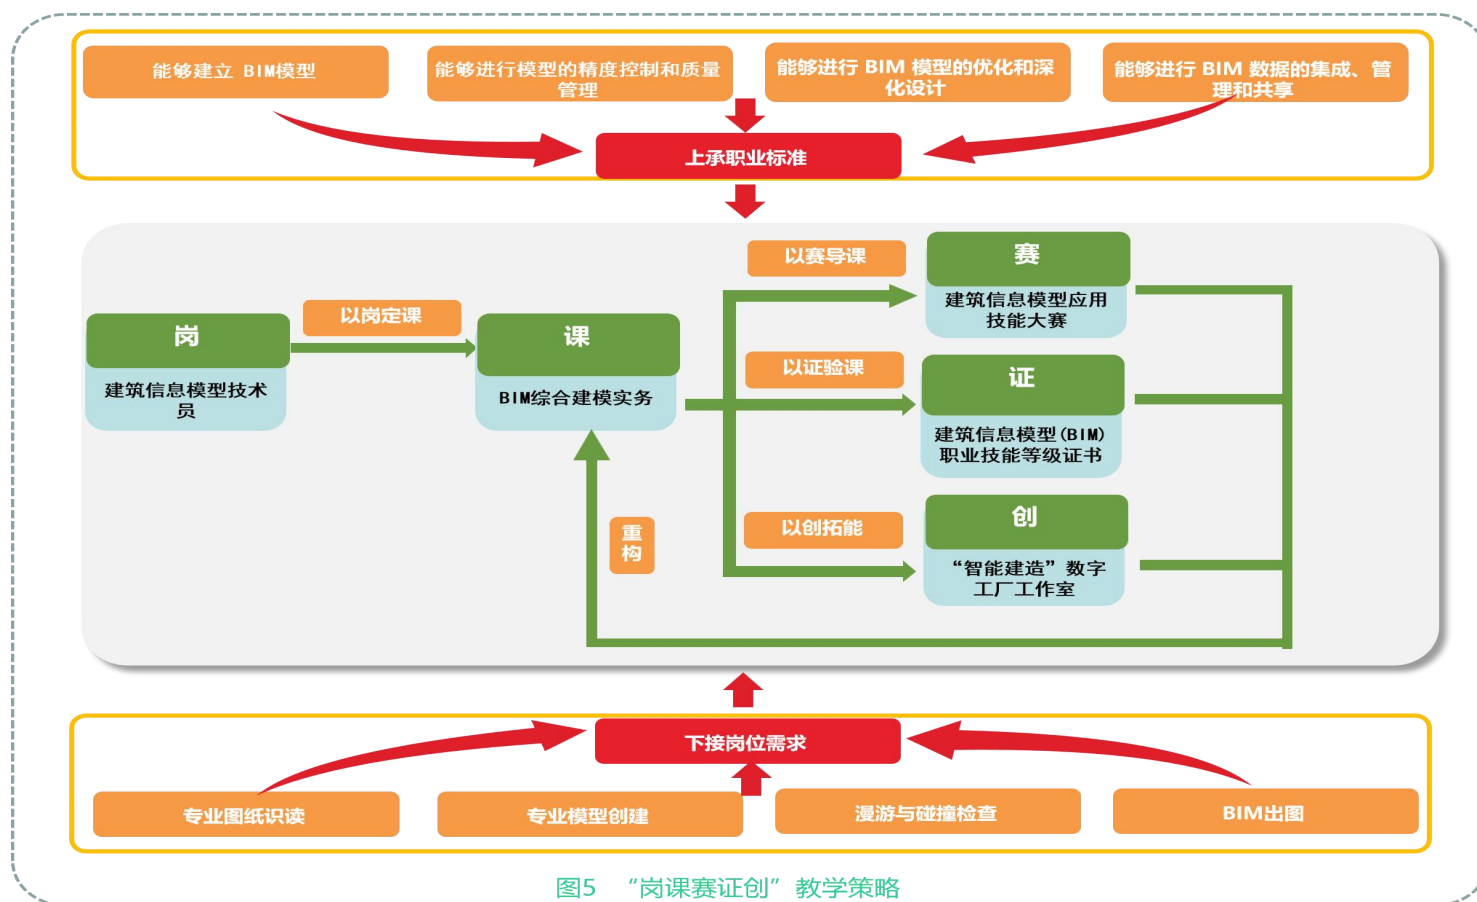 能够建立 BIM模型
能够进行模型的精度控制和质量
管理
能够进行 BIM 模型的优化和深
化设计
能够进行 BIM 数据的集成、管
理和共享
上承职业标准
岗
建筑信息模型技术
员
以岗定课
课
BIM综合建模实务
以赛导课
赛
建筑信息模型应用
技能大赛
以证验课
证
建筑信息模型(BIM)
职业技能等级证书
以创拓能
创
“智能建造”数字
工厂工作室
重
构
下接岗位需求
专业图纸识读
专业模型创建
漫游与碰撞检查
BIM出图
图5 “岗课赛证创”教学策略